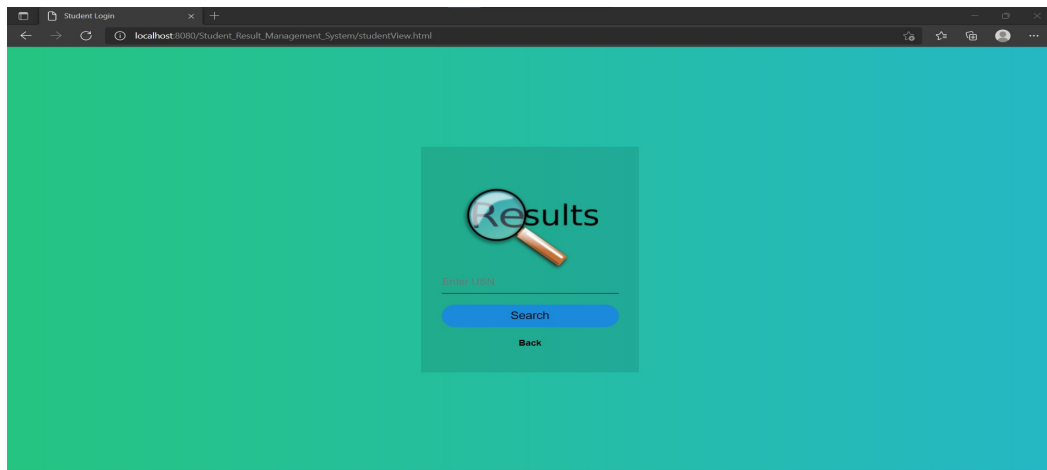 Student Login
localhost:8080/Student_Result_Management_System/studentView.html
Results
Enter USN
Search
Back